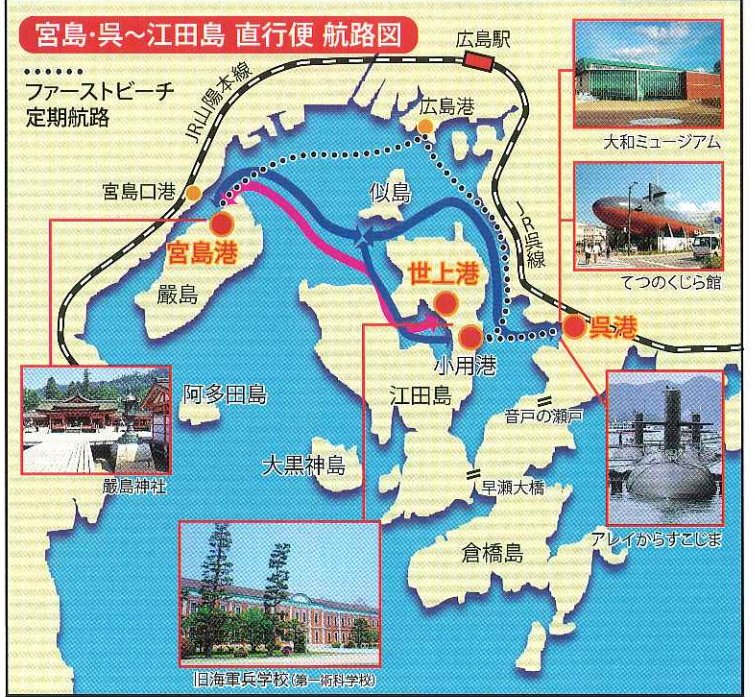 宮島・呉～江田島 直行便 航路図
ファーストビーチ
定期航路
JR山陽本線
広島駅
広島港
大和ミュージアム
宮島口港
宮島港
似島
JR呉線
てつのくじら館
世上港
呉港
厳島
小用港
江田島
阿多田島
音戸の瀬戸
大黒神島
早瀬大橋
厳島神社
アレイからすこじま
倉橋島
旧海軍兵学校(第一術科学校)